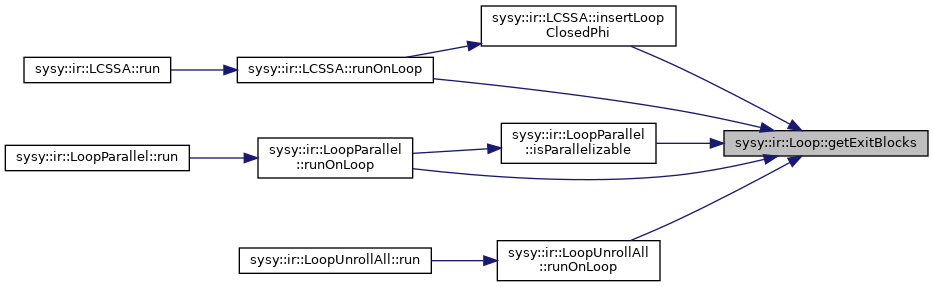 sysy::ir::LCSSA::insertLoop
ClosedPhi
sysy::ir::LCSSA::run
sysy::ir::LCSSA::runOnLoop
sysy::ir::LoopParallel
::isParallelizable
sysy::ir::Loop::getExitBlocks
sysy::ir::LoopParallel::run
sysy::ir::LoopParallel
::runOnLoop
sysy::ir::LoopUnrollAll::run
sysy::ir::LoopUnrollAll
::runOnLoop